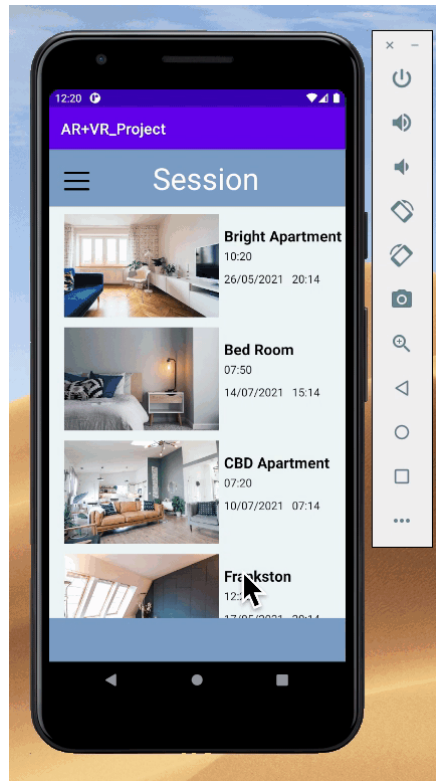 12:20
AR+VR_Project
Session
Bright Apartment
10:20
26/05/2021 20:14
Bed Room
07:50
14/07/2021 15:14
CBD Apartment
07:20
10/07/2021 07:14
Frankston